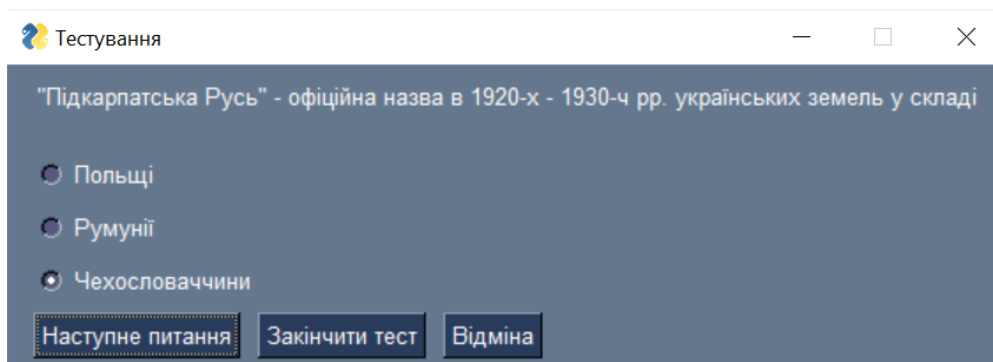 Тестування
"Підкарпатська Русь" - офіційна назва в 1920-х - 1930-ч рр. українських земель у складі
Польщі
Румунії
Чехословаччини
Наступне питання Закінчити тест Відміна